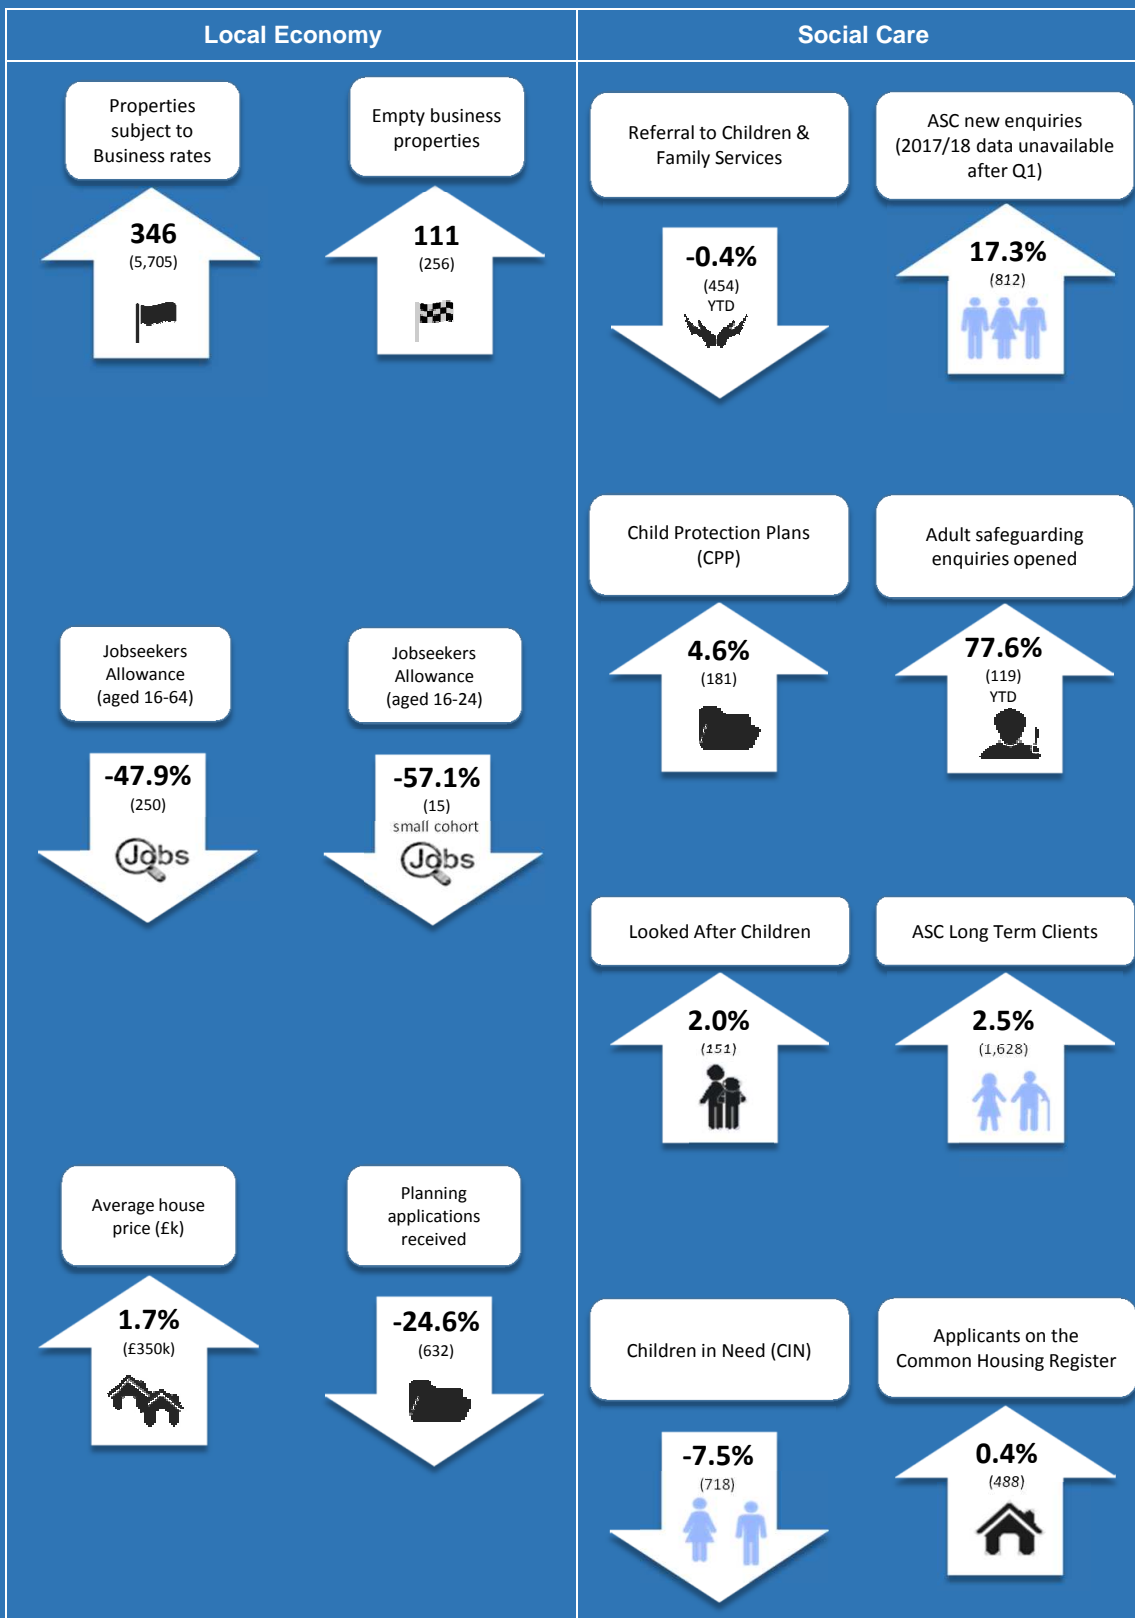 Local Economy
Social Care
Properties
subject to
Business rates
346
(5,705)
Empty business
properties
111
(256)
Referral to Children &
Family Services
-0.4%
(454)
YTD
ASC new enquiries
(2017/18 data unavailable
after Q1)
17.3%
(812)
Child Protection Plans
(CPP)
4.6%
(181)
Adult safeguarding
enquiries opened
77.6%
(119)
YTD
Jobseekers
Allowance
(aged 16-64)
-47.9%
(250)
Jobs
Jobseekers
Allowance
(aged 16-24)
-57.1%
(15)
small cohort
Jobs
Looked After Children
2.0%
(151)
ASC Long Term Clients
2.5%
(1,628)
Average house
price (£k)
1.7%
(£350k)
Planning
applications
received
-24.6%
(632)
Children in Need (CIN)
-7.5%
(718)
Applicants on the
Common Housing Register
0.4%
(488)